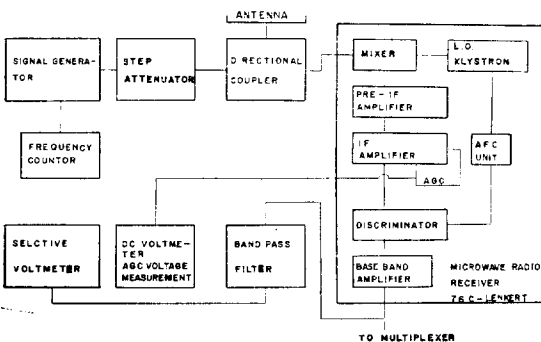 ANTENNA
SIGNAL GENERA-
TOR
STEP
ATTENUATOR
DIRECTIONAL
COUPLER
MIXER
L.O.
KLYSTRON
PRE-IF
AMPLIFIER
FREQUENCY
COUNTOR
IF
AMPLIFIER
AFC
UNIT
AGC
SELCTIVE
VOLTMETER
DC VOLTME-
TER
AGC VOLTAGE
MEASUREMENT
BAND PASS
FILTER
DISCRIMINATOR
BASE BAND
AMPLIFIER
MICROWAVE RADIO
RECEIVER
76 C-LENKERT
TO MULTIPLEXER